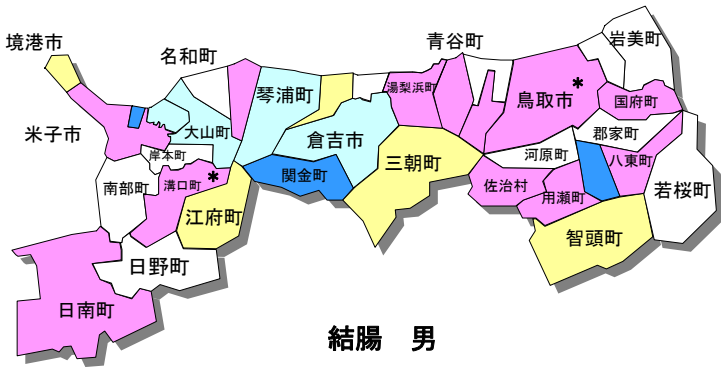 境港市
名和町
青谷町
岩美町
米子市
大山町
琴浦町
湯梨浜町
鳥取市
*
国府町
岸本町
倉吉市
三朝町
河原町
郡家町
八東町
南部町
溝口町
*
関金町
佐治村
用瀬町
若桜町
江府町
智頭町
日野町
日南町
結腸 男